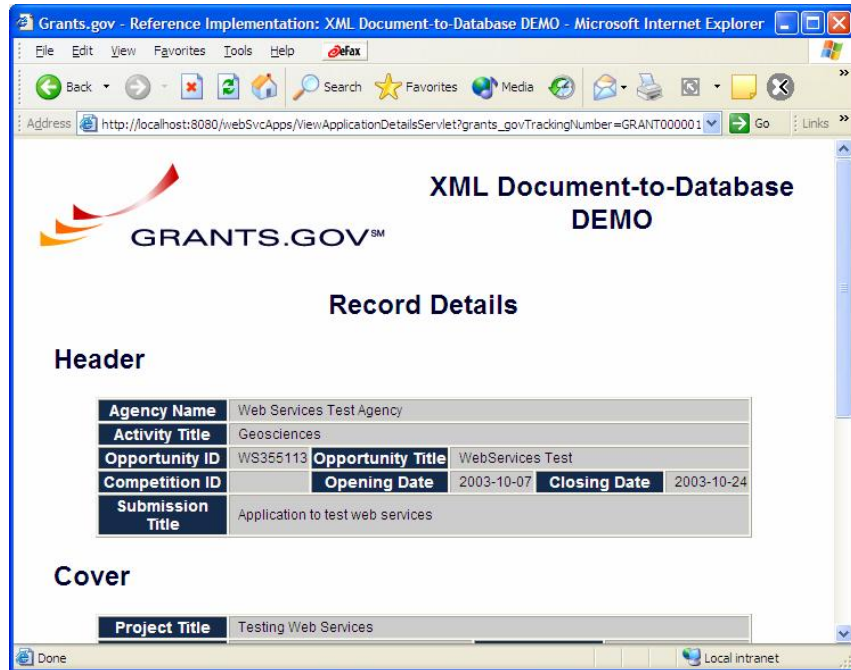 Grants.gov - Reference Implementation: XML Document-to-Database DEMO - Microsoft Internet Explorer
File Edit View Favorites Tools Help eFax
Back Search Favorites Media
Address http://localhost:8080/webSvcApps/ViewApplicationDetailsServlet?grants_govTrackingNumber=GRANT000001 Go Links
XML Document-to-Database
DEMO
GRANTS.GOV℠
Record Details
Header
Agency Name Web Services Test Agency
Activity Title Geosciences
Opportunity ID WS355113 Opportunity Title WebServices Test
Competition ID Opening Date 2003-10-07 Closing Date 2003-10-24
Submission
Title Application to test web services
Cover
Project Title Testing Web Services
Done Local intranet